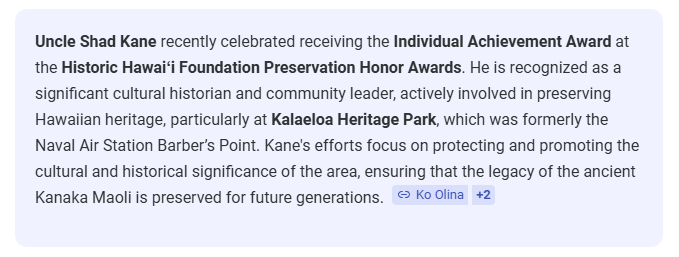 Uncle Shad Kane recently celebrated receiving the Individual Achievement Award at
the Historic Hawaiʻi Foundation Preservation Honor Awards. He is recognized as a
significant cultural historian and community leader, actively involved in preserving
Hawaiian heritage, particularly at Kalaeloa Heritage Park, which was formerly the
Naval Air Station Barber’s Point. Kane's efforts focus on protecting and promoting the
cultural and historical significance of the area, ensuring that the legacy of the ancient
Kanaka Maoli is preserved for future generations. Ko Olina +2